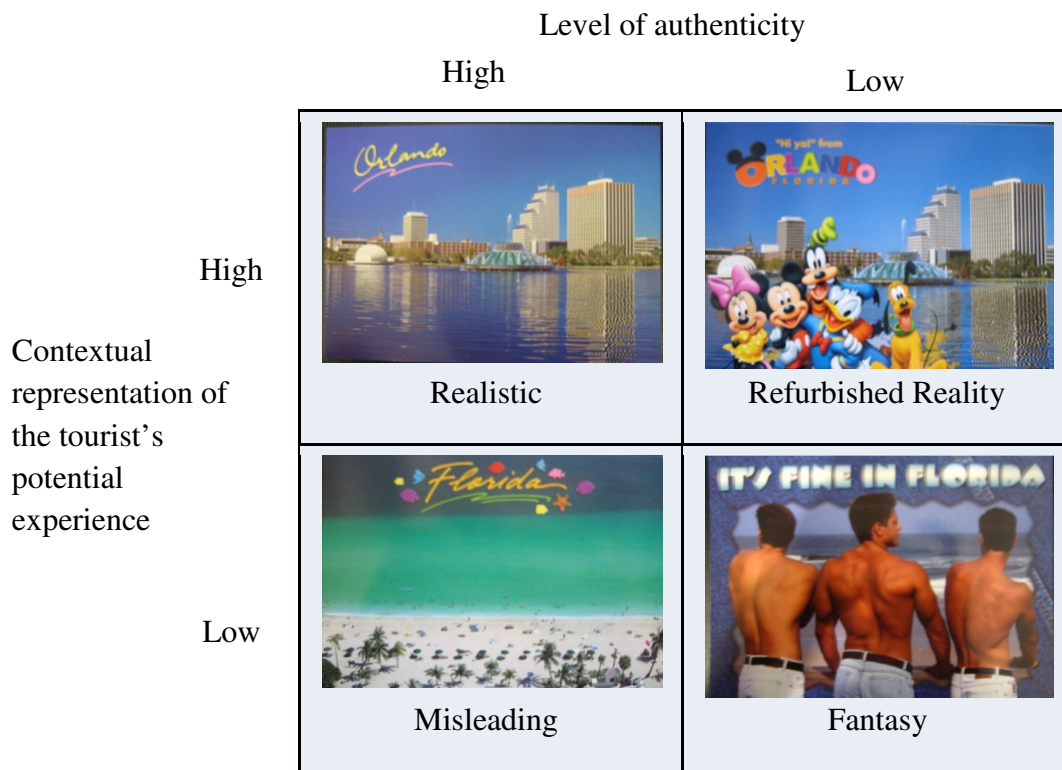 Level of authenticity
High
Low
Orlando
"Hi ya!" from
ORLANDO
FLORIDA
High
Realistic
Refurbished Reality
Contextual
representation of
the tourist's
potential
experience
Florida
IT'S FINE IN FLORIDA
Low
Misleading
Fantasy